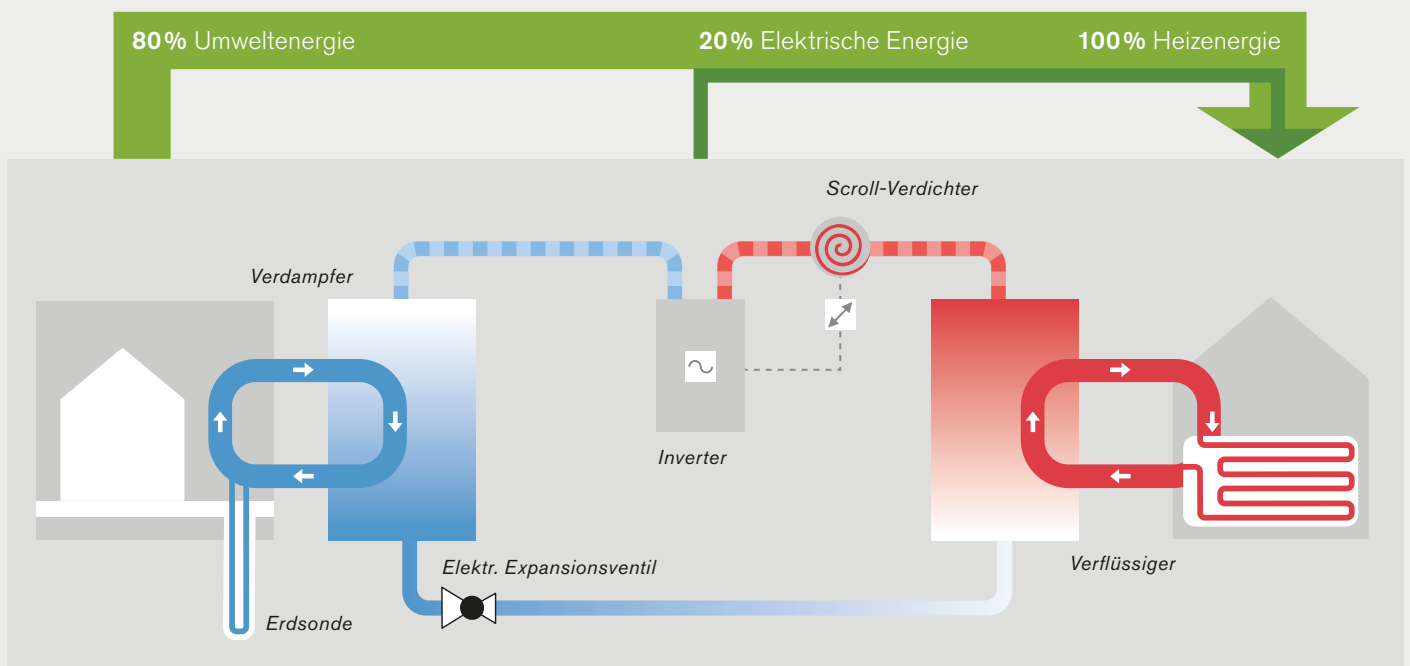 80% Umweltenergie
20% Elektrische Energie
100% Heizenergie
Scroll-Verdichter
Verdampfer
Inverter
Elektr. Expansionsventil
Verflüssiger
Erdsonde